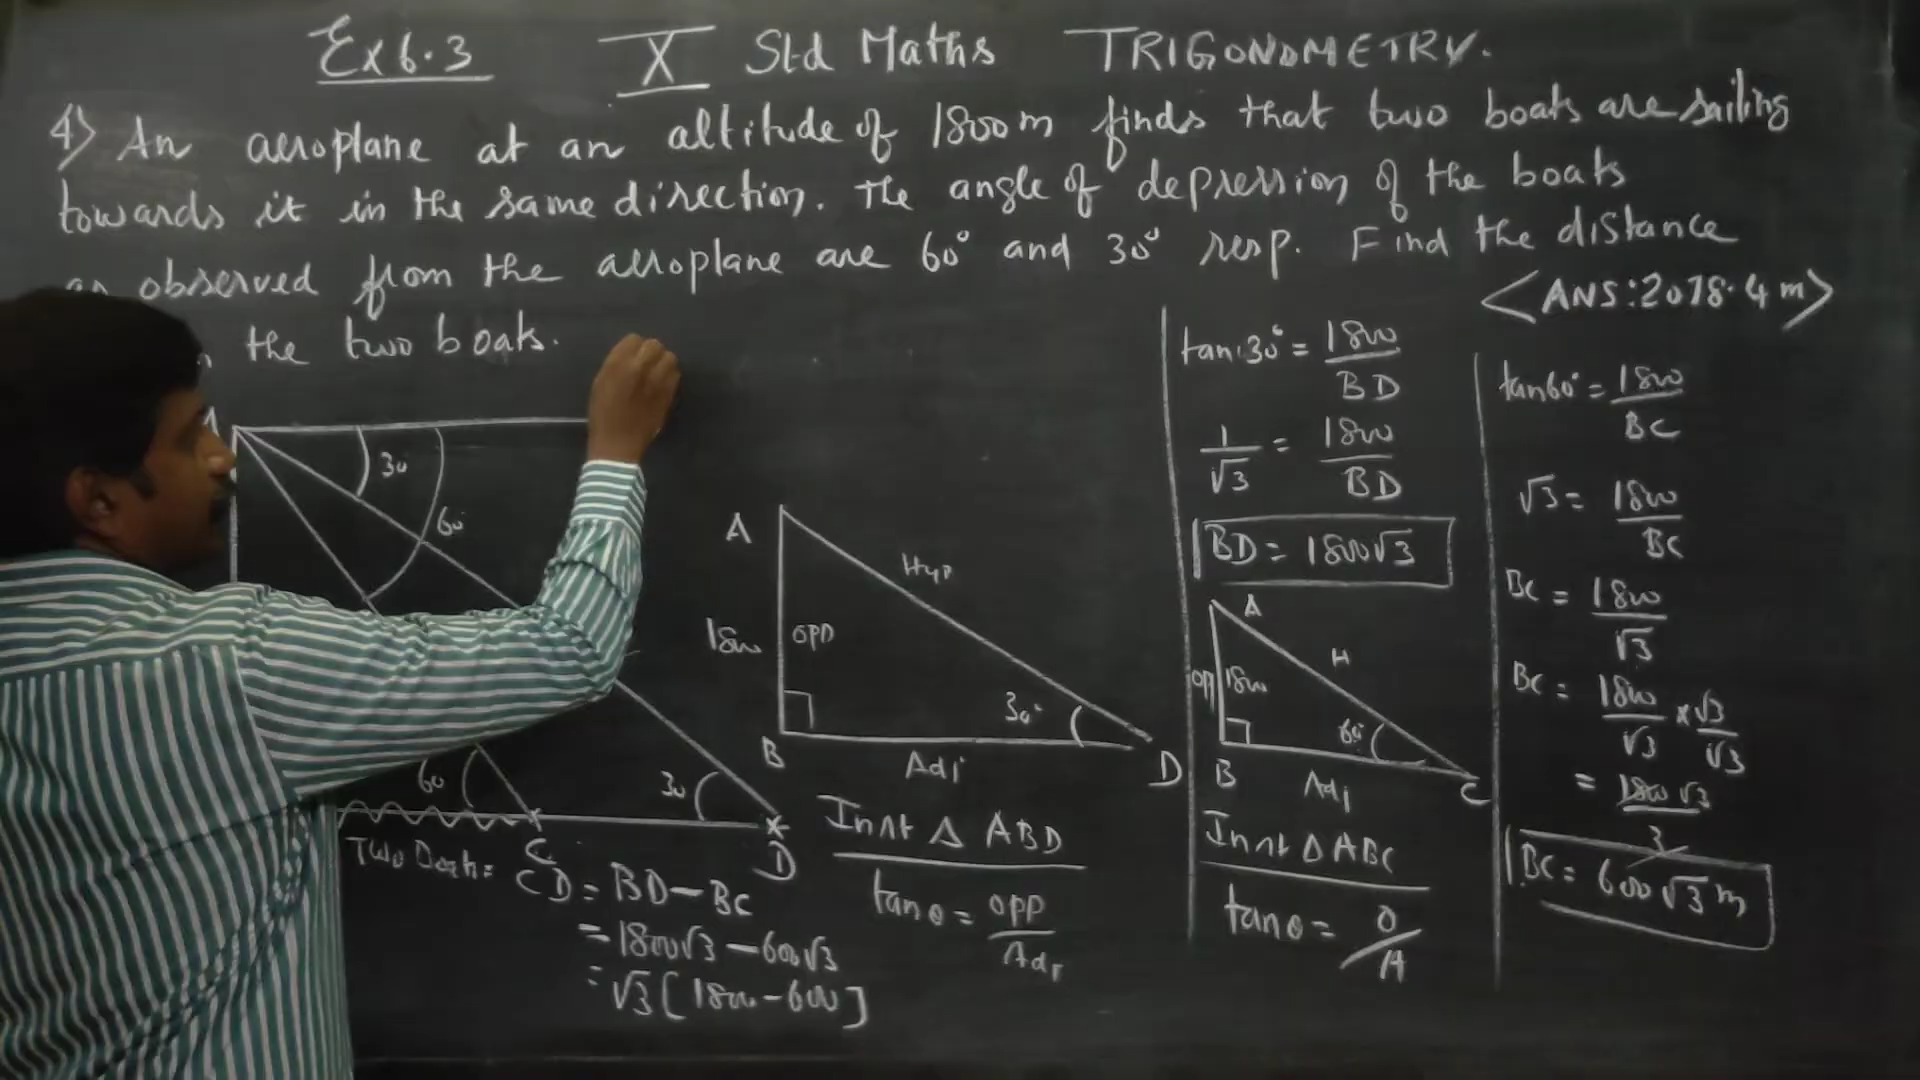 Ex 6.3 X Std Maths TRIGONOMETRY.
4) An aeroplane at an altitude of 1800 m finds that two boats are sailing
towards it in the same direction. The angle of depression of the boats
as observed from the aeroplane are 60° and 30° resp. Find the distance
the two boats.
<ANS: 2078.4 m>
A
30
60
60
30
C
D
CD = BD - BC
= 1800√3 - 600√3
= √3 [1800 - 600]
A
Hyp
1800
OPP
30°
B
Adj
D
In rt Δ ABD
tan θ = OPP / Adj
tan 30° = 1800 / BD
1/√3 = 1800 / BD
BD = 1800√3
A
H
OPP
1800
60°
B
Adj
C
In rt Δ ABC
tan θ = O/A
tan 60° = 1800 / BC
√3 = 1800 / BC
BC = 1800 / √3
BC = 1800/√3 × √3/√3
= 1800√3 / 3
BC = 600√3 m